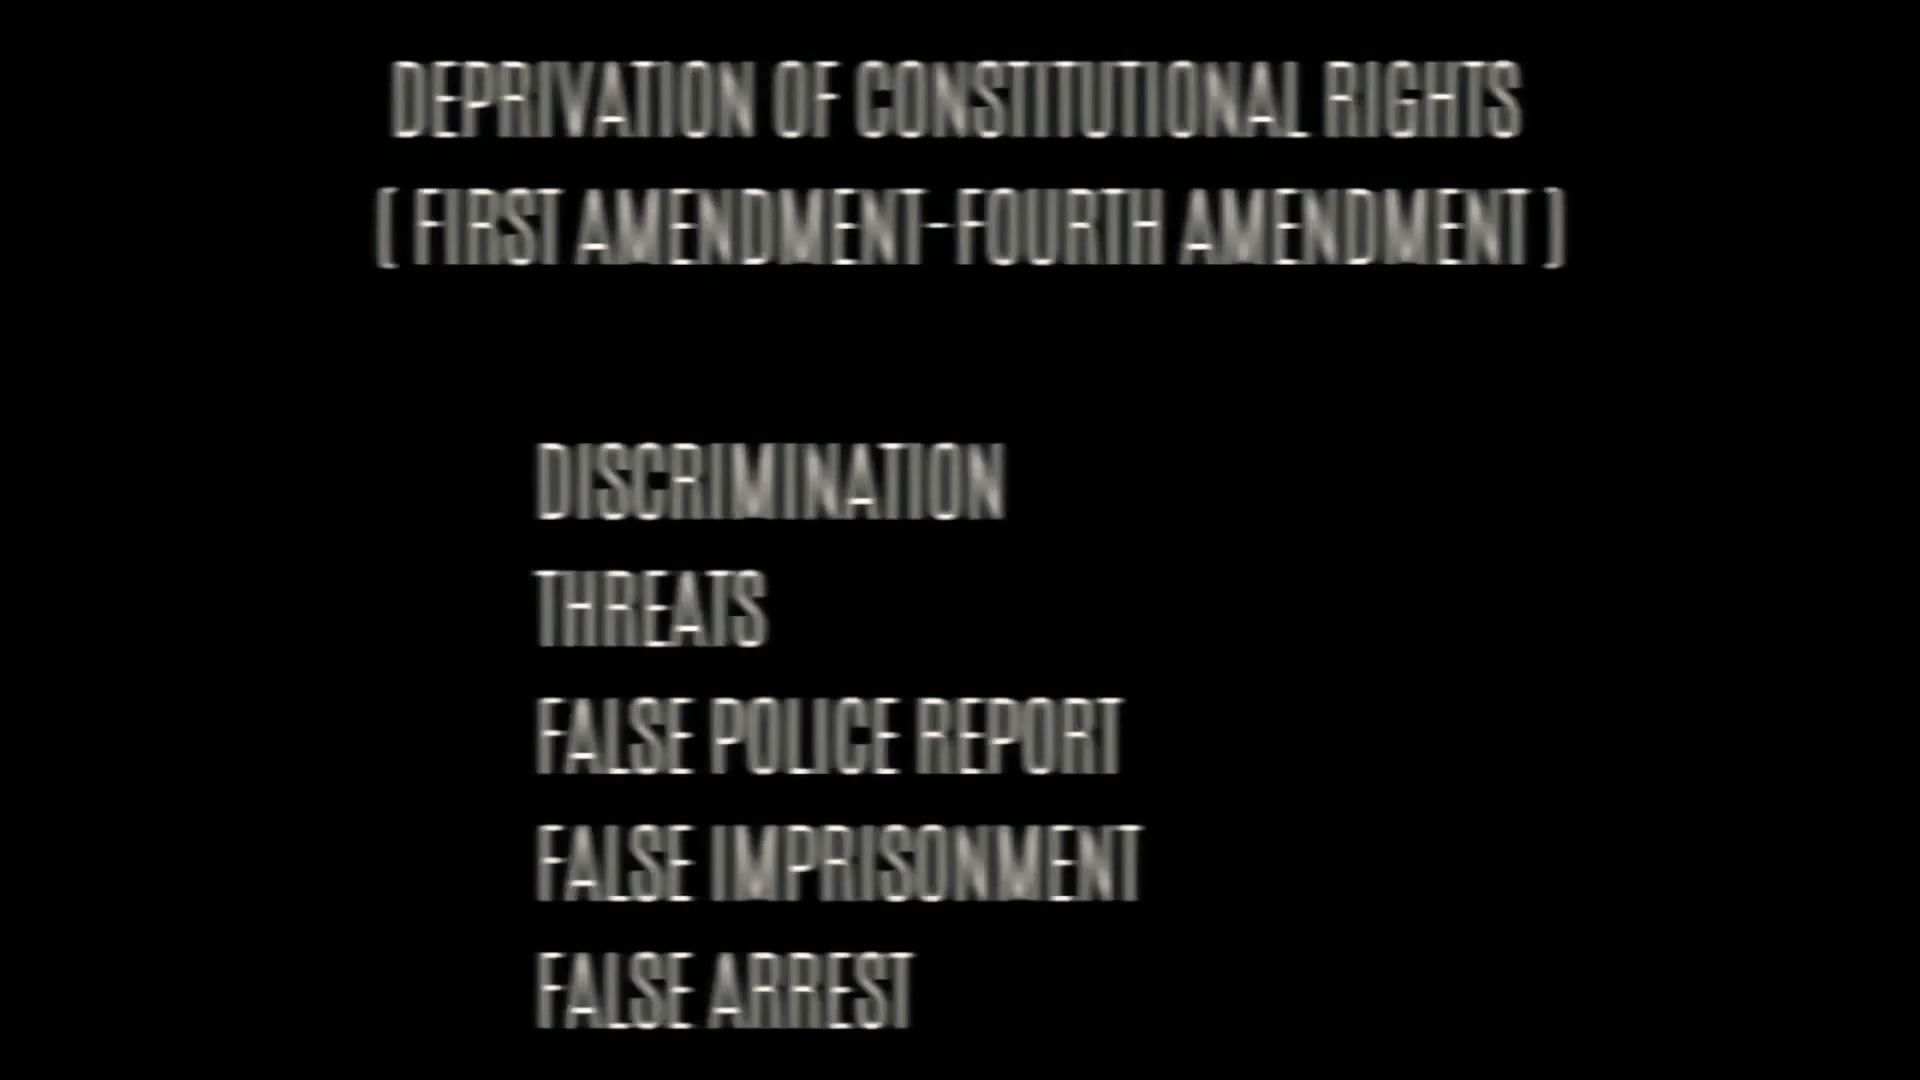 DEPRIVATION OF CONSTITUTIONAL RIGHTS
( FIRST AMENDMENT-FOURTH AMENDMENT )
DISCRIMINATION
THREATS
FALSE POLICE REPORT
FALSE IMPRISONMENT
FALSE ARREST